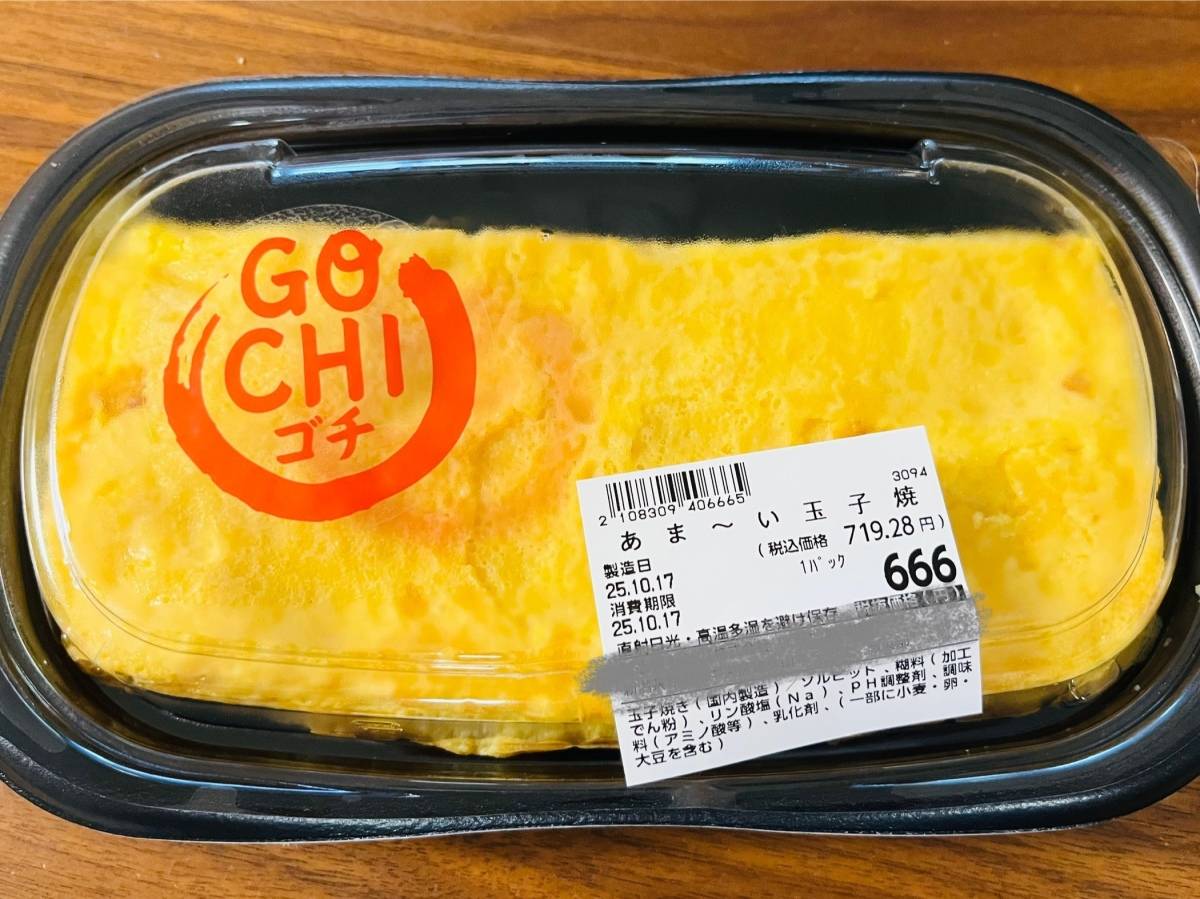 GO
CHI
ゴチ
3094
2 108309 406665
あま〜い玉子焼
(税込価格 719.28円)
製造日
25.10.17
1パック
666
消費期限
25.10.17
直射日光・高温多湿を避け保存
玉子焼き(国内製造)、ソルビット、糊料(加工
でん粉)、リン酸塩(Na)、pH調整剤、調味
料(アミノ酸等)、乳化剤、(一部に小麦・卵・
大豆を含む)